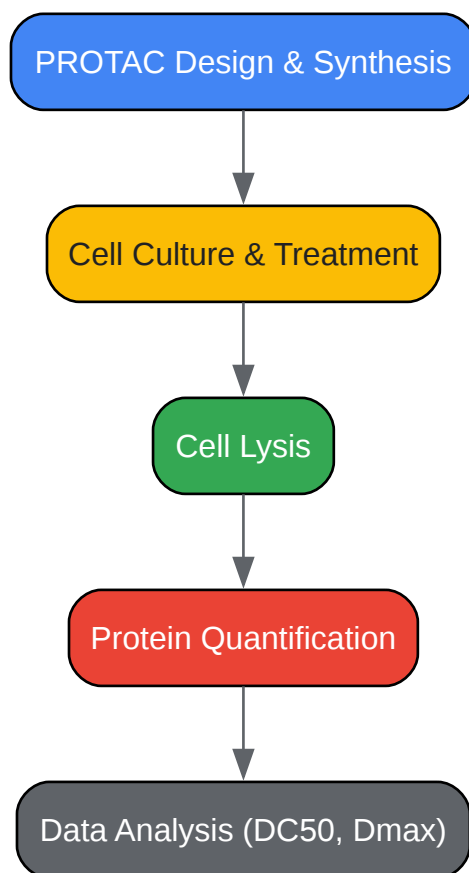 PROTAC Design & Synthesis
Cell Culture & Treatment
Cell Lysis
Protein Quantification
Data Analysis (DC50, Dmax)